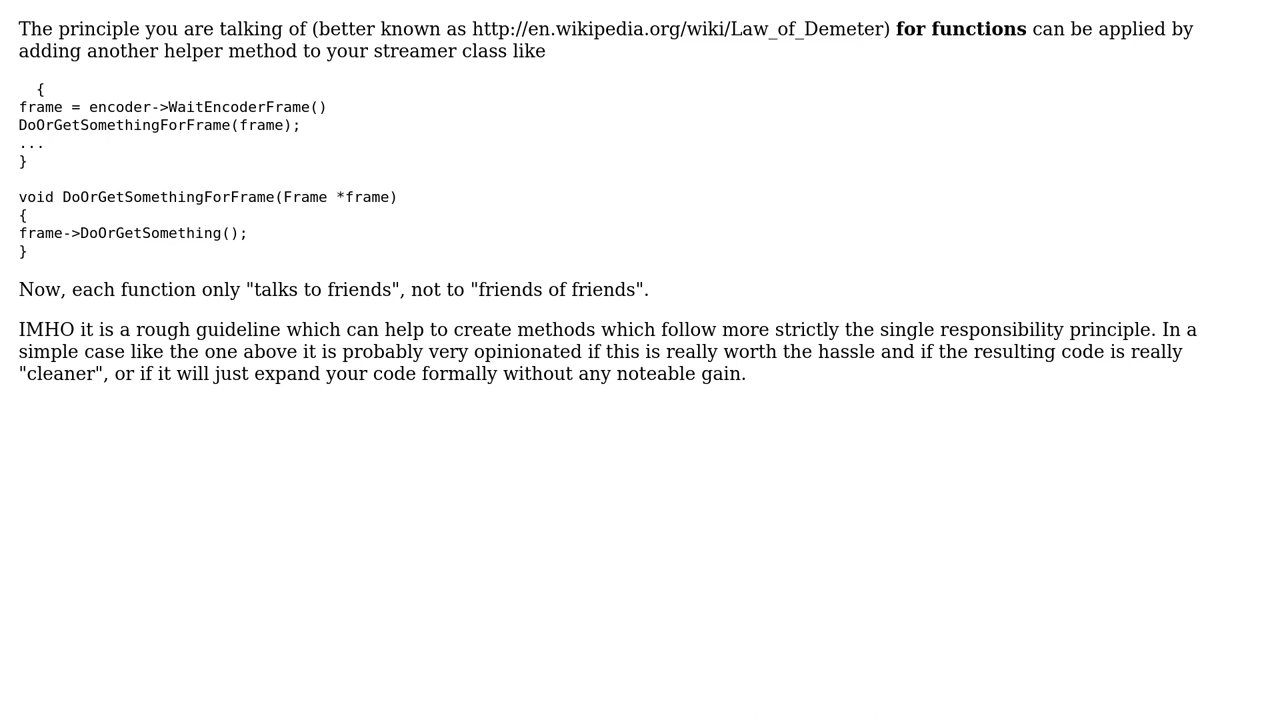 The principle you are talking of (better known as http://en.wikipedia.org/wiki/Law_of_Demeter) for functions can be applied by
adding another helper method to your streamer class like
{
frame = encoder->WaitEncoderFrame()
DoOrGetSomethingForFrame(frame);
...
}
void DoOrGetSomethingForFrame(Frame *frame)
{
frame->DoOrGetSomething();
}
Now, each function only "talks to friends", not to "friends of friends".
IMHO it is a rough guideline which can help to create methods which follow more strictly the single responsibility principle. In a
simple case like the one above it is probably very opinionated if this is really worth the hassle and if the resulting code is really
"cleaner", or if it will just expand your code formally without any noteable gain.